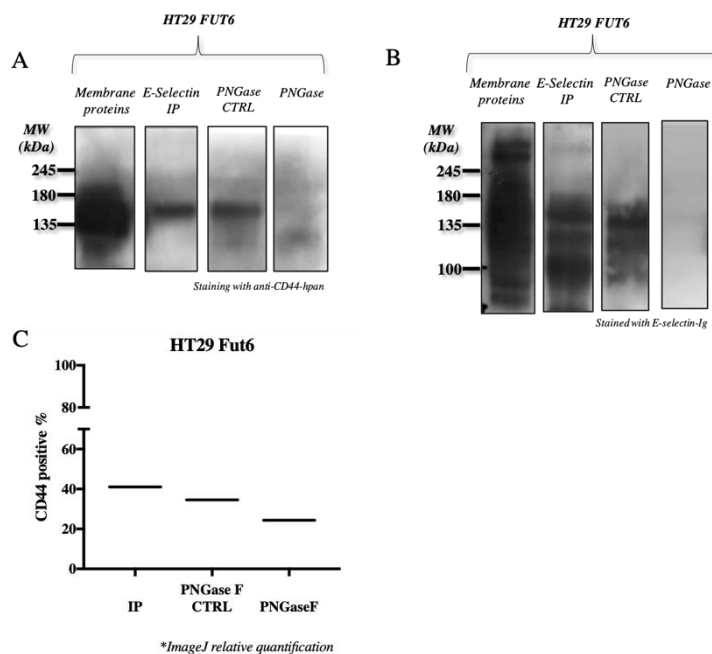 HT29 FUT6
A
Membrane proteins
E-Selectin IP
PNGase CTRL
PNGase
MW (kDa)
245
180
135
Staining with anti-CD44-hpan
HT29 FUT6
B
Membrane proteins
E-Selectin IP
PNGase CTRL
PNGase
MW (kDa)
245
180
135
100
Stained with E-selectin-Ig
C
HT29 Fut6
CD44 positive %
100
80
60
40
20
0
IP
PNGase F CTRL
PNGaseF
*ImageJ relative quantification